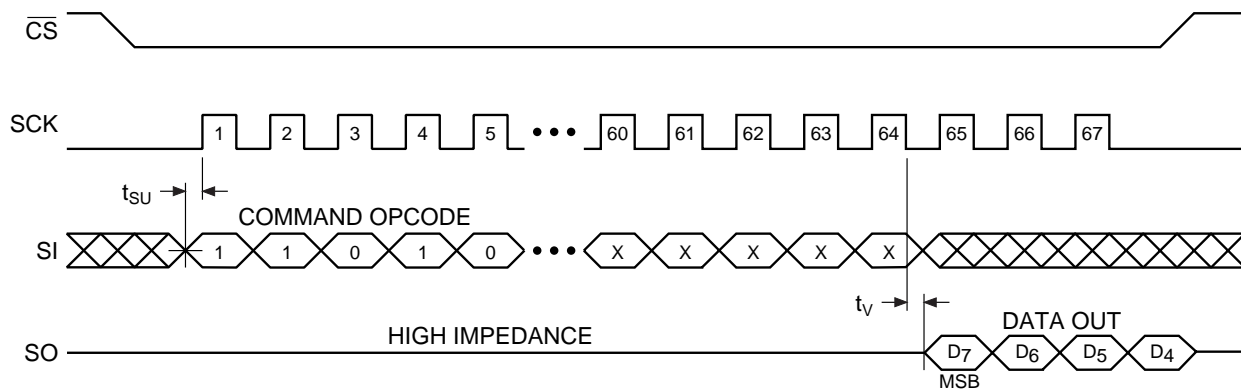 CS
SCK 1 2 3 4 5 ••• 60 61 62 63 64 65 66 67
tSU
COMMAND OPCODE
SI 1 1 0 1 0 ••• X X X X X
tV
HIGH IMPEDANCE
DATA OUT
SO D7 D6 D5 D4
MSB